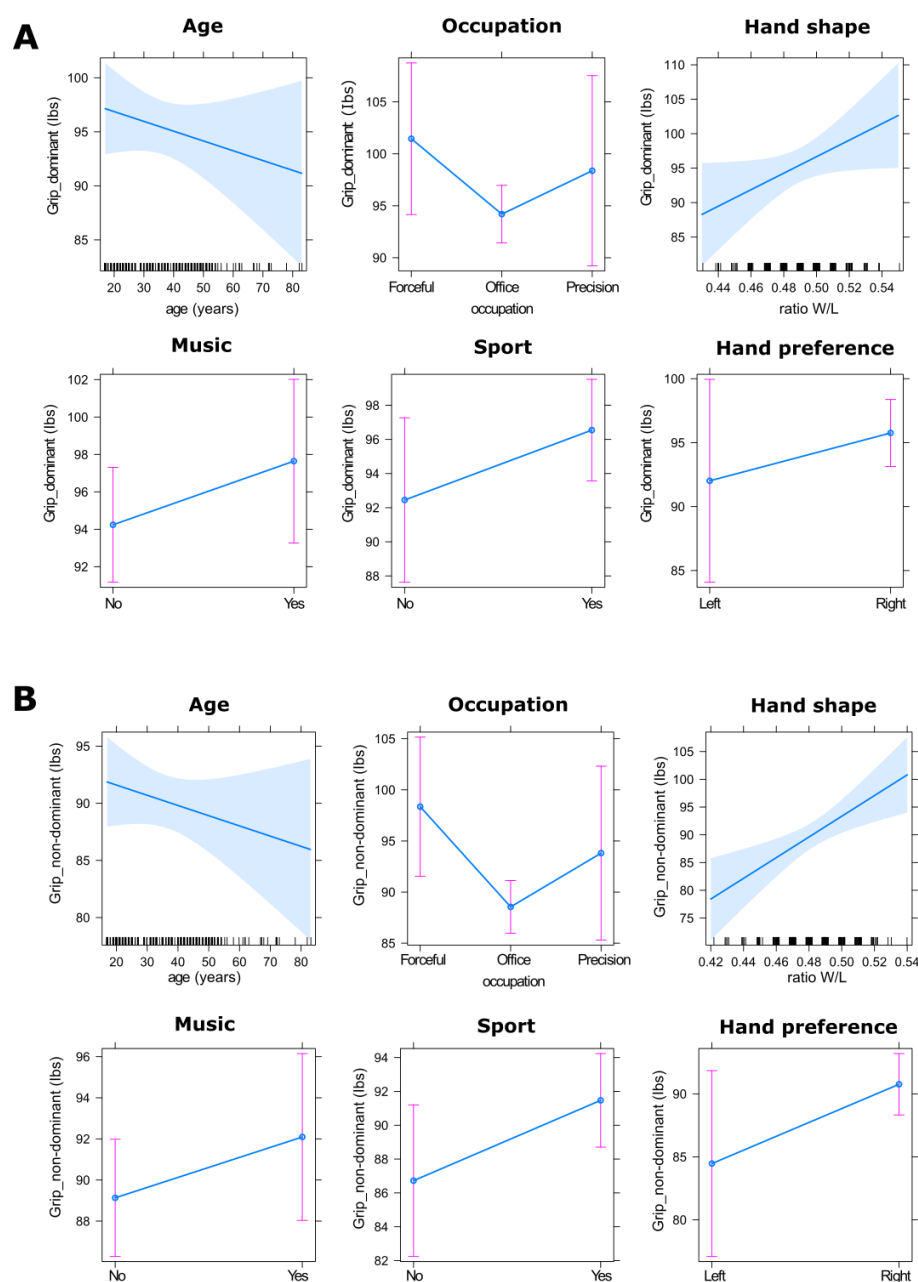 A
Age
Occupation
Hand shape
Grip_dominant (lbs)
100
95
90
85
20 30 40 50 60 70 80
age (years)
Grip_dominant (lbs)
105
100
95
90
Forceful Office Precision
occupation
Grip_dominant (lbs)
110
105
100
95
90
85
0.44 0.46 0.48 0.50 0.52 0.54
ratio W/L
Music
Sport
Hand preference
Grip_dominant (lbs)
102
100
98
96
94
92
No Yes
Grip_dominant (lbs)
98
96
94
92
90
88
No Yes
Grip_dominant (lbs)
100
95
90
85
Left Right
B
Age
Occupation
Hand shape
Grip_non-dominant (lbs)
95
90
85
80
20 30 40 50 60 70 80
age (years)
Grip_non-dominant (lbs)
105
100
95
90
85
Forceful Office Precision
occupation
Grip_non-dominant (lbs)
105
100
95
90
85
80
75
0.42 0.44 0.46 0.48 0.50 0.52 0.54
ratio W/L
Music
Sport
Hand preference
Grip_non-dominant (lbs)
96
94
92
90
88
No Yes
Grip_non-dominant (lbs)
94
92
90
88
86
84
82
No Yes
Grip_non-dominant (lbs)
90
85
80
Left Right